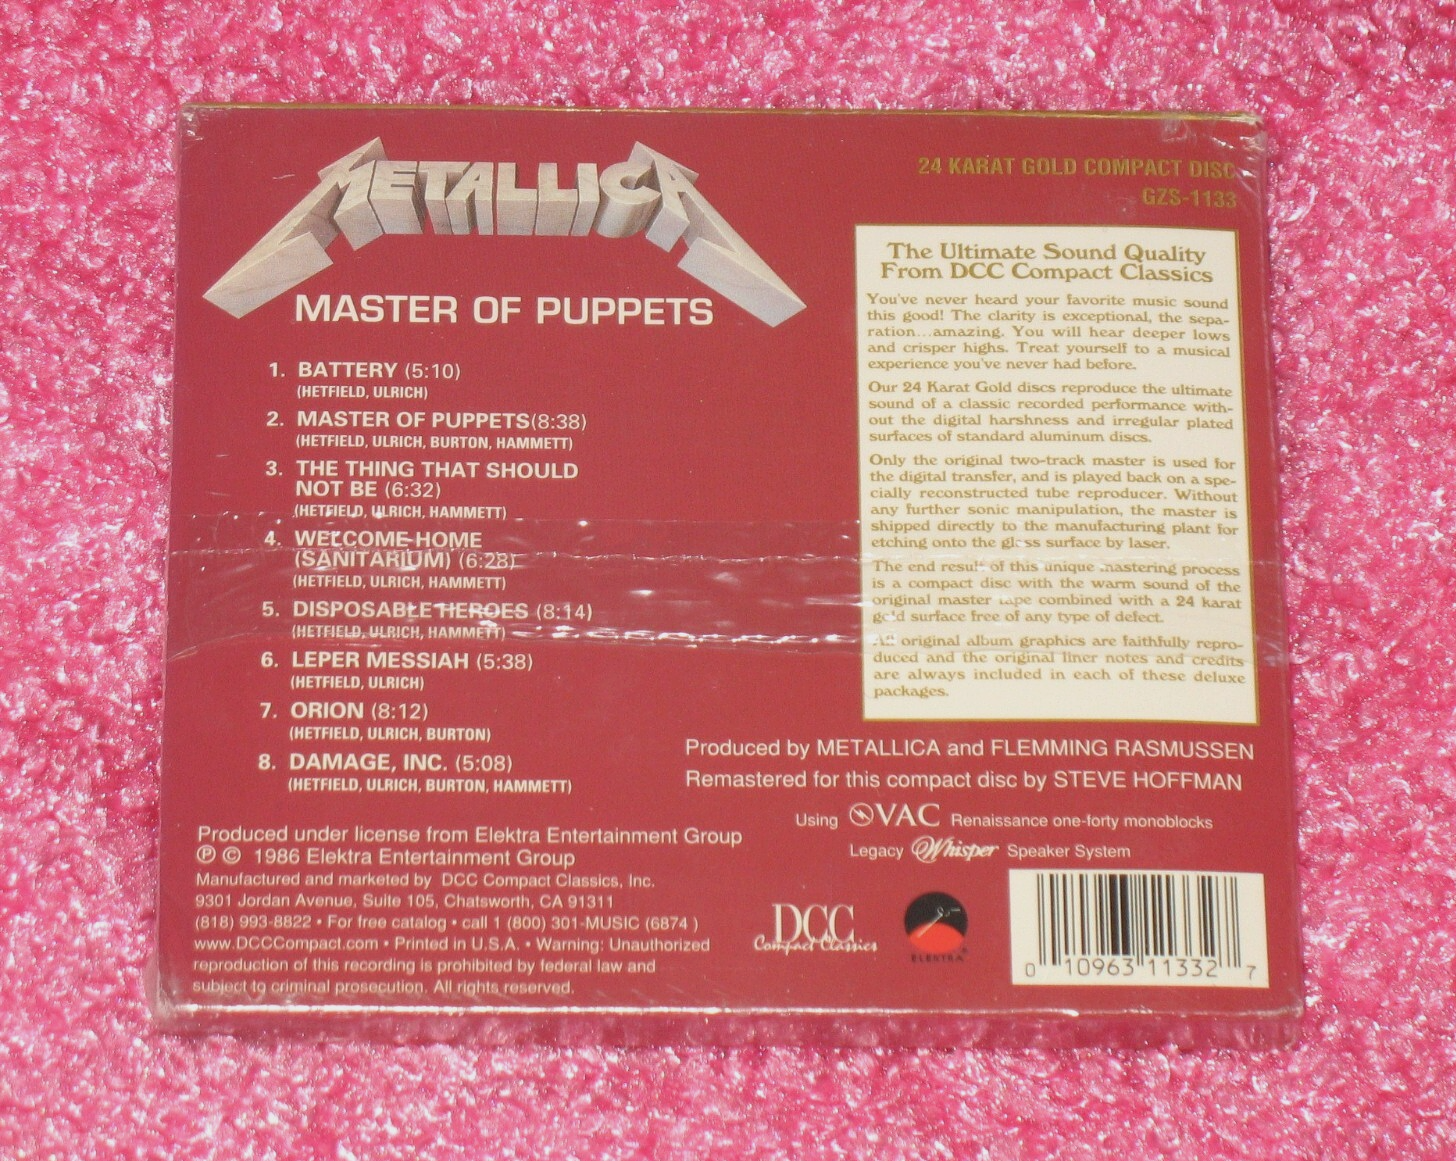 METALLICA
MASTER OF PUPPETS
1. BATTERY (5:10)
(HETFIELD, ULRICH)
2. MASTER OF PUPPETS(8:38)
(HETFIELD, ULRICH, BURTON, HAMMETT)
3. THE THING THAT SHOULD
NOT BE (6:32)
(HETFIELD, ULRICH, HAMMETT)
4. WELCOME HOME
(SANITARIUM) (6:28)
(HETFIELD, ULRICH, HAMMETT)
5. DISPOSABLE HEROES (8:14)
(HETFIELD, ULRICH, HAMMETT)
6. LEPER MESSIAH (5:38)
(HETFIELD, ULRICH)
7. ORION (8:12)
(HETFIELD, ULRICH, BURTON)
8. DAMAGE, INC. (5:08)
(HETFIELD, ULRICH, BURTON, HAMMETT)
Produced under license from Elektra Entertainment Group
℗ © 1986 Elektra Entertainment Group
Manufactured and marketed by DCC Compact Classics, Inc.
9301 Jordan Avenue, Suite 105, Chatsworth, CA 91311
(818) 993-8822 • For free catalog • call 1 (800) 301-MUSIC (6874 )
www.DCCCompact.com • Printed in U.S.A. • Warning: Unauthorized
reproduction of this recording is prohibited by federal law and
subject to criminal prosecution. All rights reserved.
24 KARAT GOLD COMPACT DISC
GZS-1133
The Ultimate Sound Quality
From DCC Compact Classics
You've never heard your favorite music sound
this good! The clarity is exceptional, the sepa-
ration...amazing. You will hear deeper lows
and crisper highs. Treat yourself to a musical
experience you've never had before.
Our 24 Karat Gold discs reproduce the ultimate
sound of a classic recorded performance with-
out the digital harshness and irregular plated
surfaces of standard aluminum discs.
Only the original two-track master is used for
the digital transfer, and is played back on a spe-
cially reconstructed tube reproducer. Without
any further sonic manipulation, the master is
shipped directly to the manufacturing plant for
etching onto the glass surface by laser.
The end result of this unique mastering process
is a compact disc with the warm sound of the
original master tape combined with a 24 karat
gold surface free of any type of defect.
All original album graphics are faithfully repro-
duced and the original liner notes and credits
are always included in each of these deluxe
packages.
Produced by METALLICA and FLEMMING RASMUSSEN
Remastered for this compact disc by STEVE HOFFMAN
Using VAC Renaissance one-forty monoblocks
Legacy Whisper Speaker System
DCC
Compact Classics
ELEKTRA
0 10963 11332 7